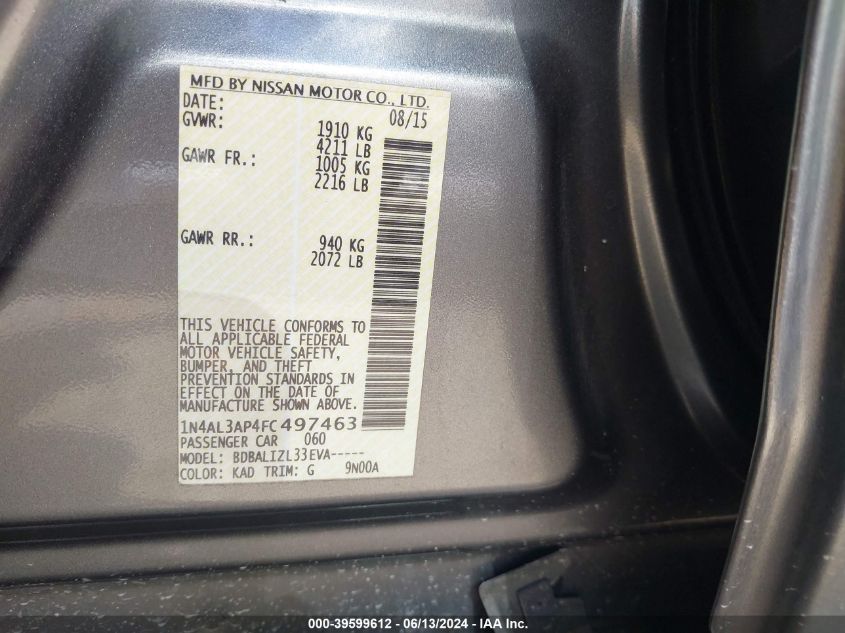 MFD BY NISSAN MOTOR CO., LTD.
DATE: 08/15
GVWR: 1910 KG
4211 LB
GAWR FR.: 1005 KG
2216 LB
GAWR RR.: 940 KG
2072 LB
THIS VEHICLE CONFORMS TO
ALL APPLICABLE FEDERAL
MOTOR VEHICLE SAFETY,
BUMPER, AND THEFT
PREVENTION STANDARDS IN
EFFECT ON THE DATE OF
MANUFACTURE SHOWN ABOVE.
1N4AL3AP4FC497463
PASSENGER CAR 060
MODEL: BDBALIZL33EVA-----
COLOR: KAD TRIM: G 9N00A
000-39599612 - 06/13/2024 - IAA Inc.